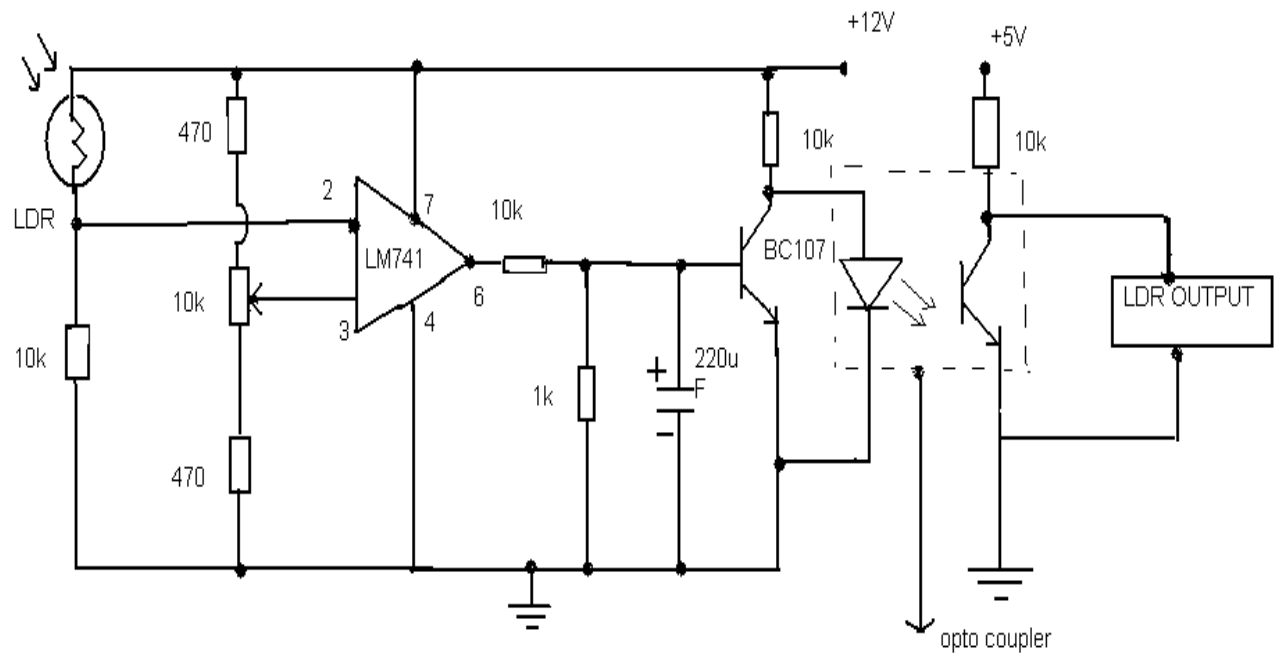 +12V
+5V
470
10k
10k
2
7
LDR
10k
LM741
BC107
10k
6
LDR OUTPUT
3
4
10k
220u
F
1k
+
-
470
opto coupler